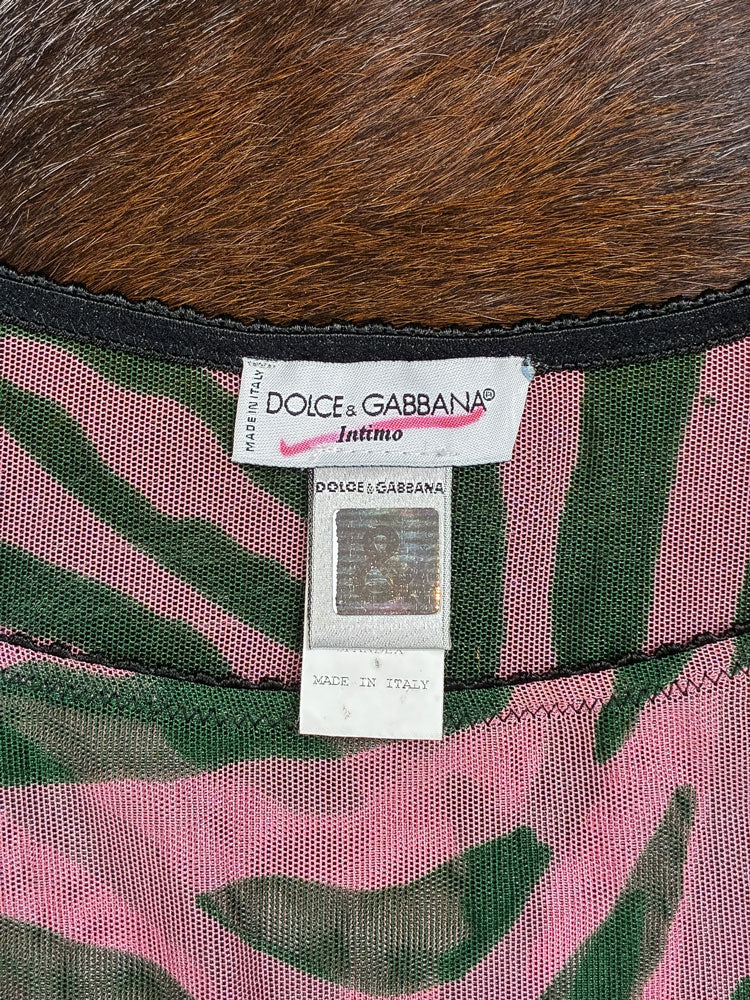 MADE IN ITALY
DOLCE & GABBANA®
Intimo
DOLCE & GABBANA
MADE IN ITALY